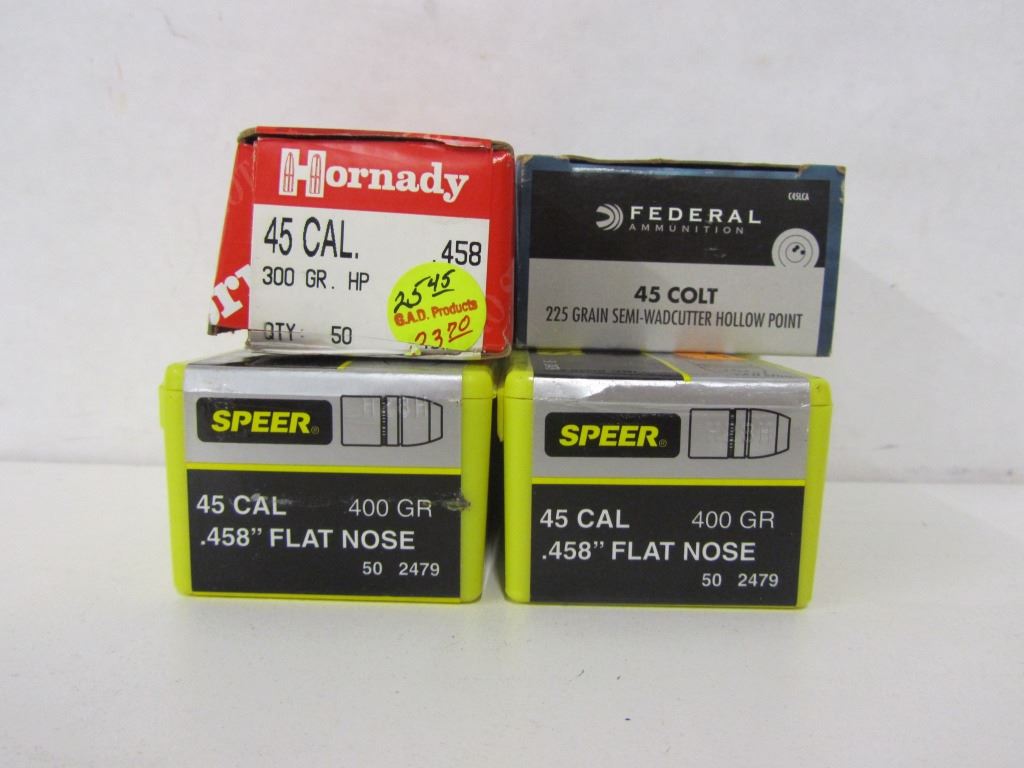 Hornady
45 CAL. .458
300 GR. HP
QTY: 50
25 45
G.A.D. Products
23 70
C45LCA
FEDERAL
AMMUNITION
45 COLT
225 GRAIN SEMI-WADCUTTER HOLLOW POINT
SPEER®
45 CAL 400 GR
.458” FLAT NOSE
50 2479
SPEER®
45 CAL 400 GR
.458” FLAT NOSE
50 2479